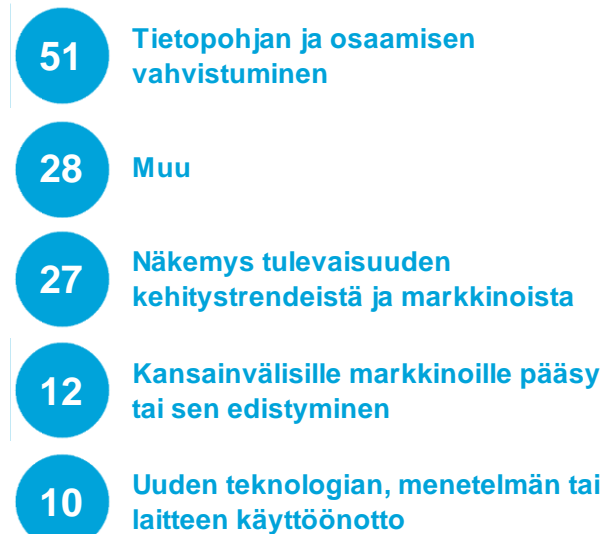 51
Tietopohjan ja osaamisen
vahvistuminen
28
Muu
27
Näkemys tulevaisuuden
kehitystrendeistä ja markkinoista
12
Kansainvälisille markkinoille pääsy
tai sen edistyminen
10
Uuden teknologian, menetelmän tai
laitteen käyttöönotto